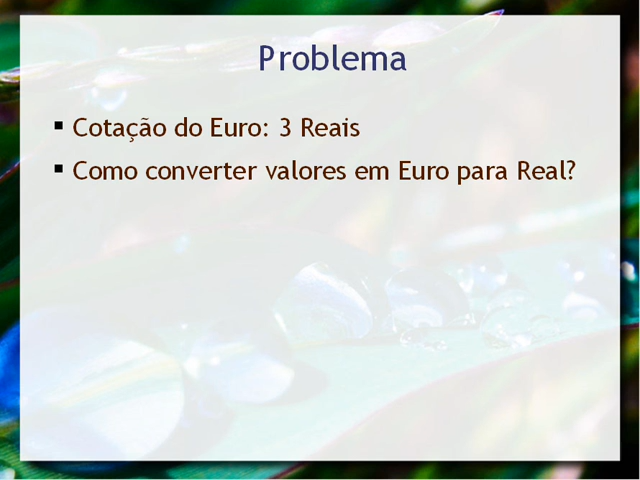 Problema
▪ Cotação do Euro: 3 Reais
▪ Como converter valores em Euro para Real?